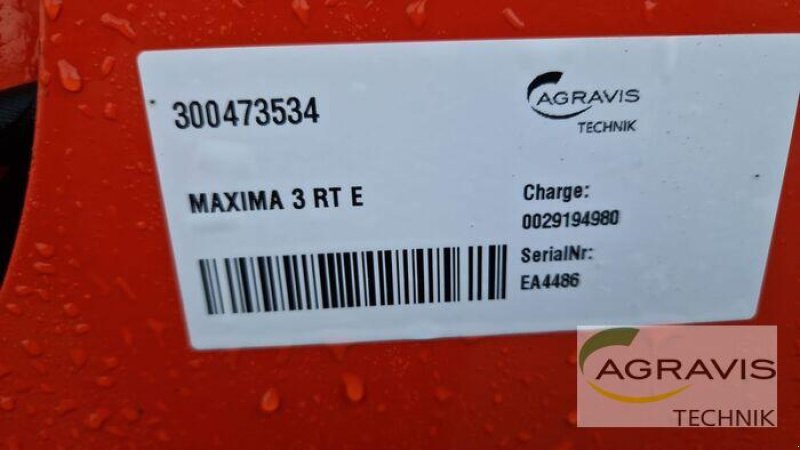 300473534
AGRAVIS
TECHNIK
MAXIMA 3 RT E
Charge:
0029194980
SerialNr:
EA4486
AGRAVIS
TECHNIK